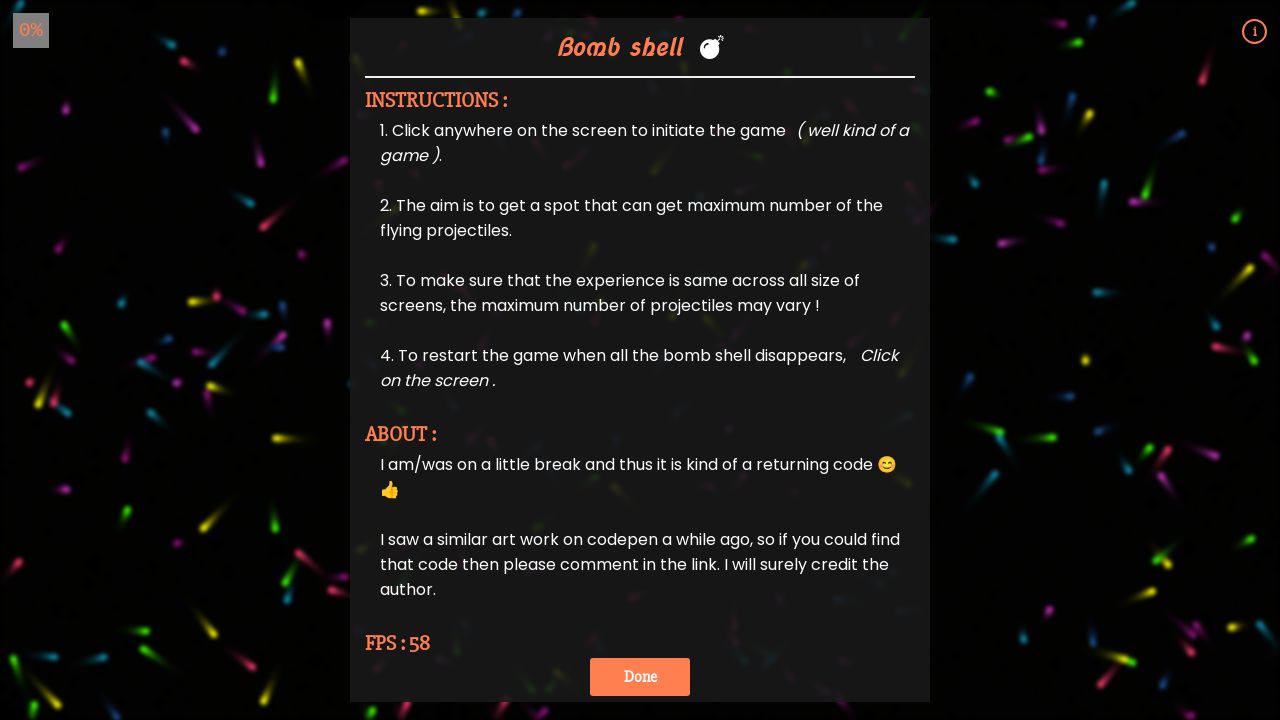 0%
i
Bomb shell 💣
INSTRUCTIONS :
1. Click anywhere on the screen to initiate the game ( well kind of a
game ).
2. The aim is to get a spot that can get maximum number of the
flying projectiles.
3. To make sure that the experience is same across all size of
screens, the maximum number of projectiles may vary !
4. To restart the game when all the bomb shell disappears, Click
on the screen .
ABOUT :
I am/was on a little break and thus it is kind of a returning code 😊
👍
I saw a similar art work on codepen a while ago, so if you could find
that code then please comment in the link. I will surely credit the
author.
FPS : 58
Done